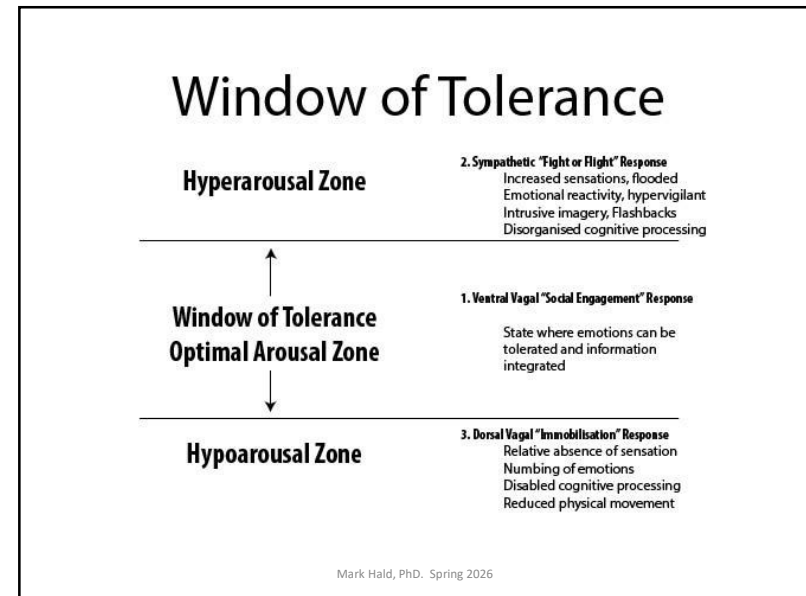 Window of Tolerance
Hyperarousal Zone
2. Sympathetic “Fight or Flight” Response
Increased sensations, flooded
Emotional reactivity, hypervigilant
Intrusive imagery, Flashbacks
Disorganised cognitive processing
Window of Tolerance
Optimal Arousal Zone
1. Ventral Vagal “Social Engagement” Response
State where emotions can be
tolerated and information
integrated
Hypoarousal Zone
3. Dorsal Vagal “Immobilisation” Response
Relative absence of sensation
Numbing of emotions
Disabled cognitive processing
Reduced physical movement
Mark Hald, PhD. Spring 2026